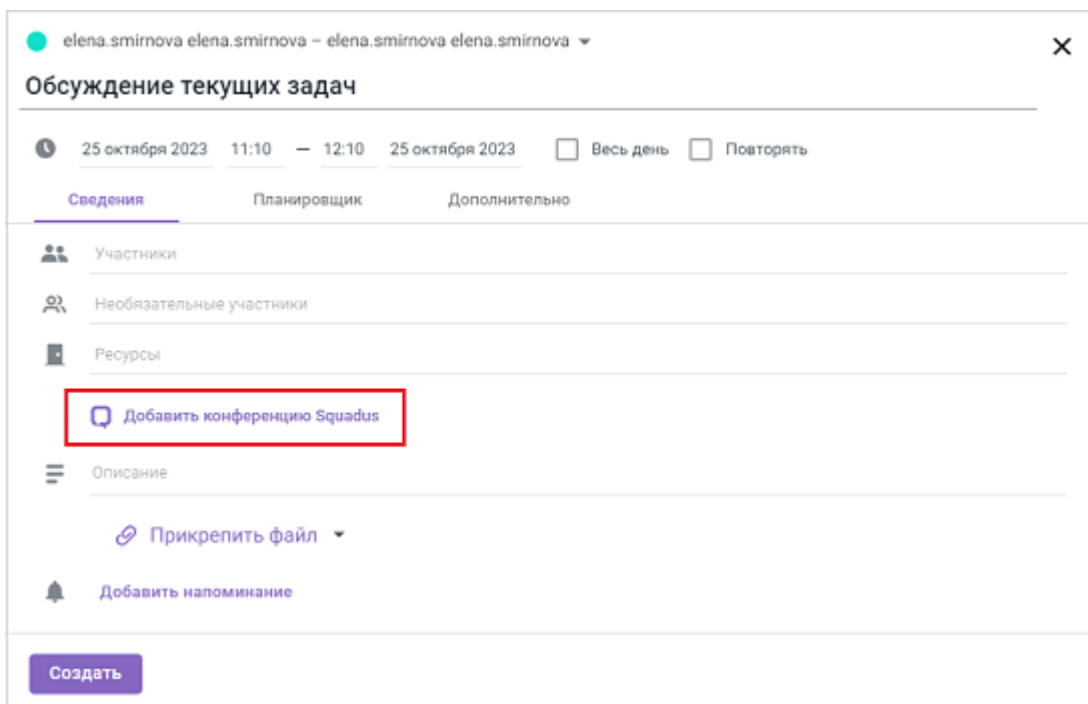 elena.smirnova elena.smirnova – elena.smirnova elena.smirnova
Обсуждение текущих задач
25 октября 2023 11:10 — 12:10 25 октября 2023 Весь день Повторять
Сведения Планировщик Дополнительно
Участники
Необязательные участники
Ресурсы
Добавить конференцию Squadus
Описание
Прикрепить файл
Добавить напоминание
Создать